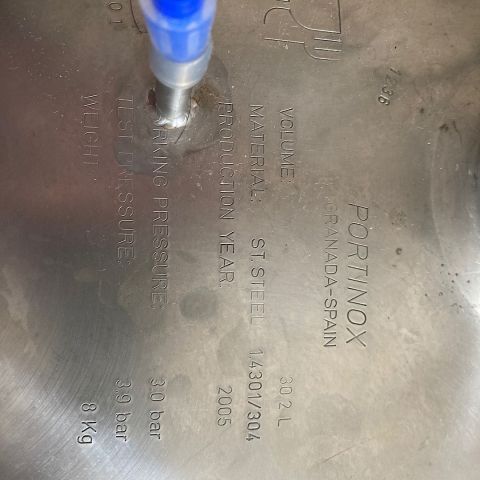 1236
PORTINOX
GRANADA-SPAIN
VOLUME: 30.2 L
MATERIAL: ST.STEEL 1.4301/304
PRODUCTION YEAR: 2005
WORKING PRESSURE: 3.0 bar
TEST PRESSURE: 3.9 bar
WEIGHT 8 Kg